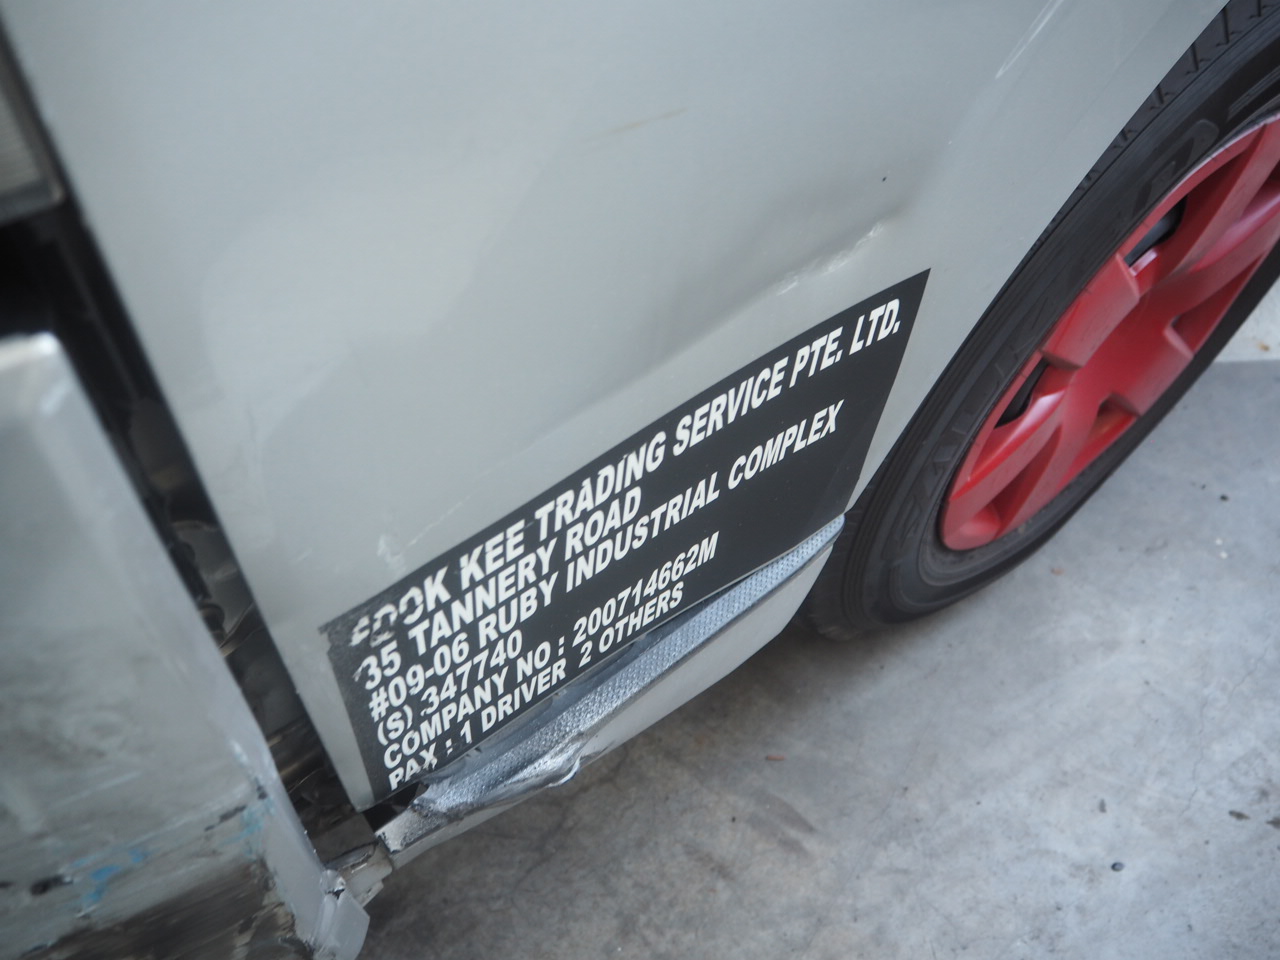 KEE TRADING SERVICE PTE. LTD.
35 TANNERY ROAD
#09-06 RUBY INDUSTRIAL COMPLEX
(S) 347740
COMPANY NO : 200714662M
PAX : 1 DRIVER 2 OTHERS